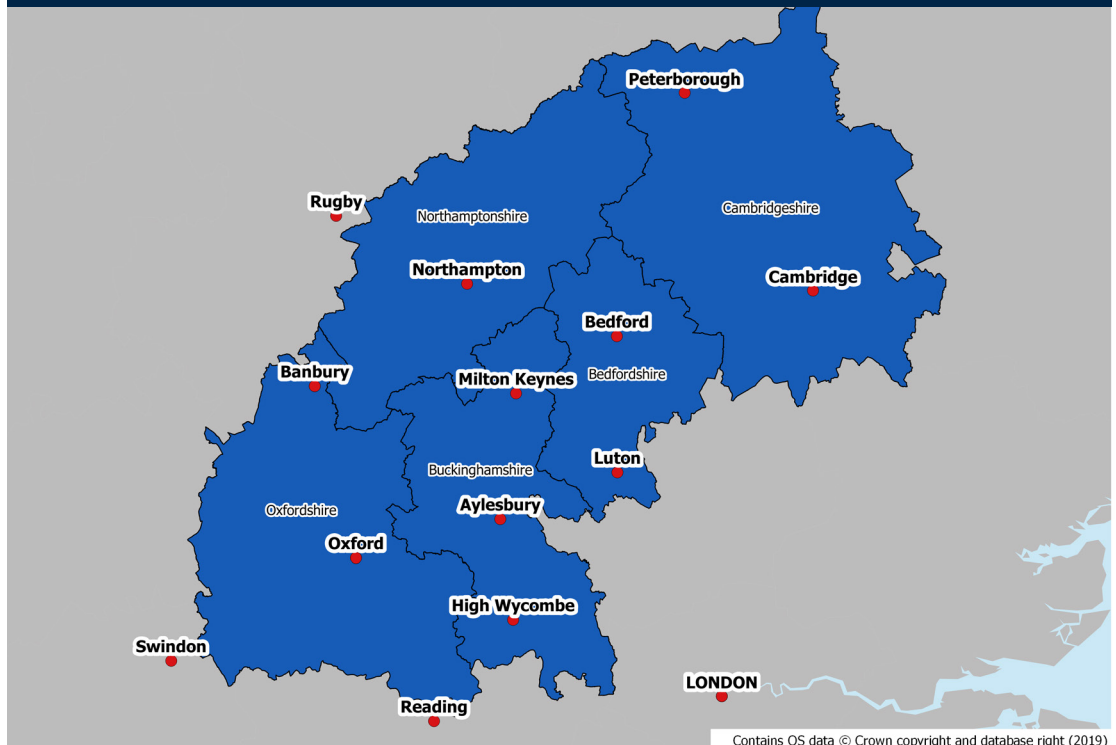 Peterborough
Rugby
Northamptonshire
Cambridgeshire
Northampton
Cambridge
Bedford
Banbury
Milton Keynes
Bedfordshire
Luton
Buckinghamshire
Aylesbury
Oxfordshire
Oxford
High Wycombe
Swindon
LONDON
Reading
Contains OS data © Crown copyright and database right (2019)